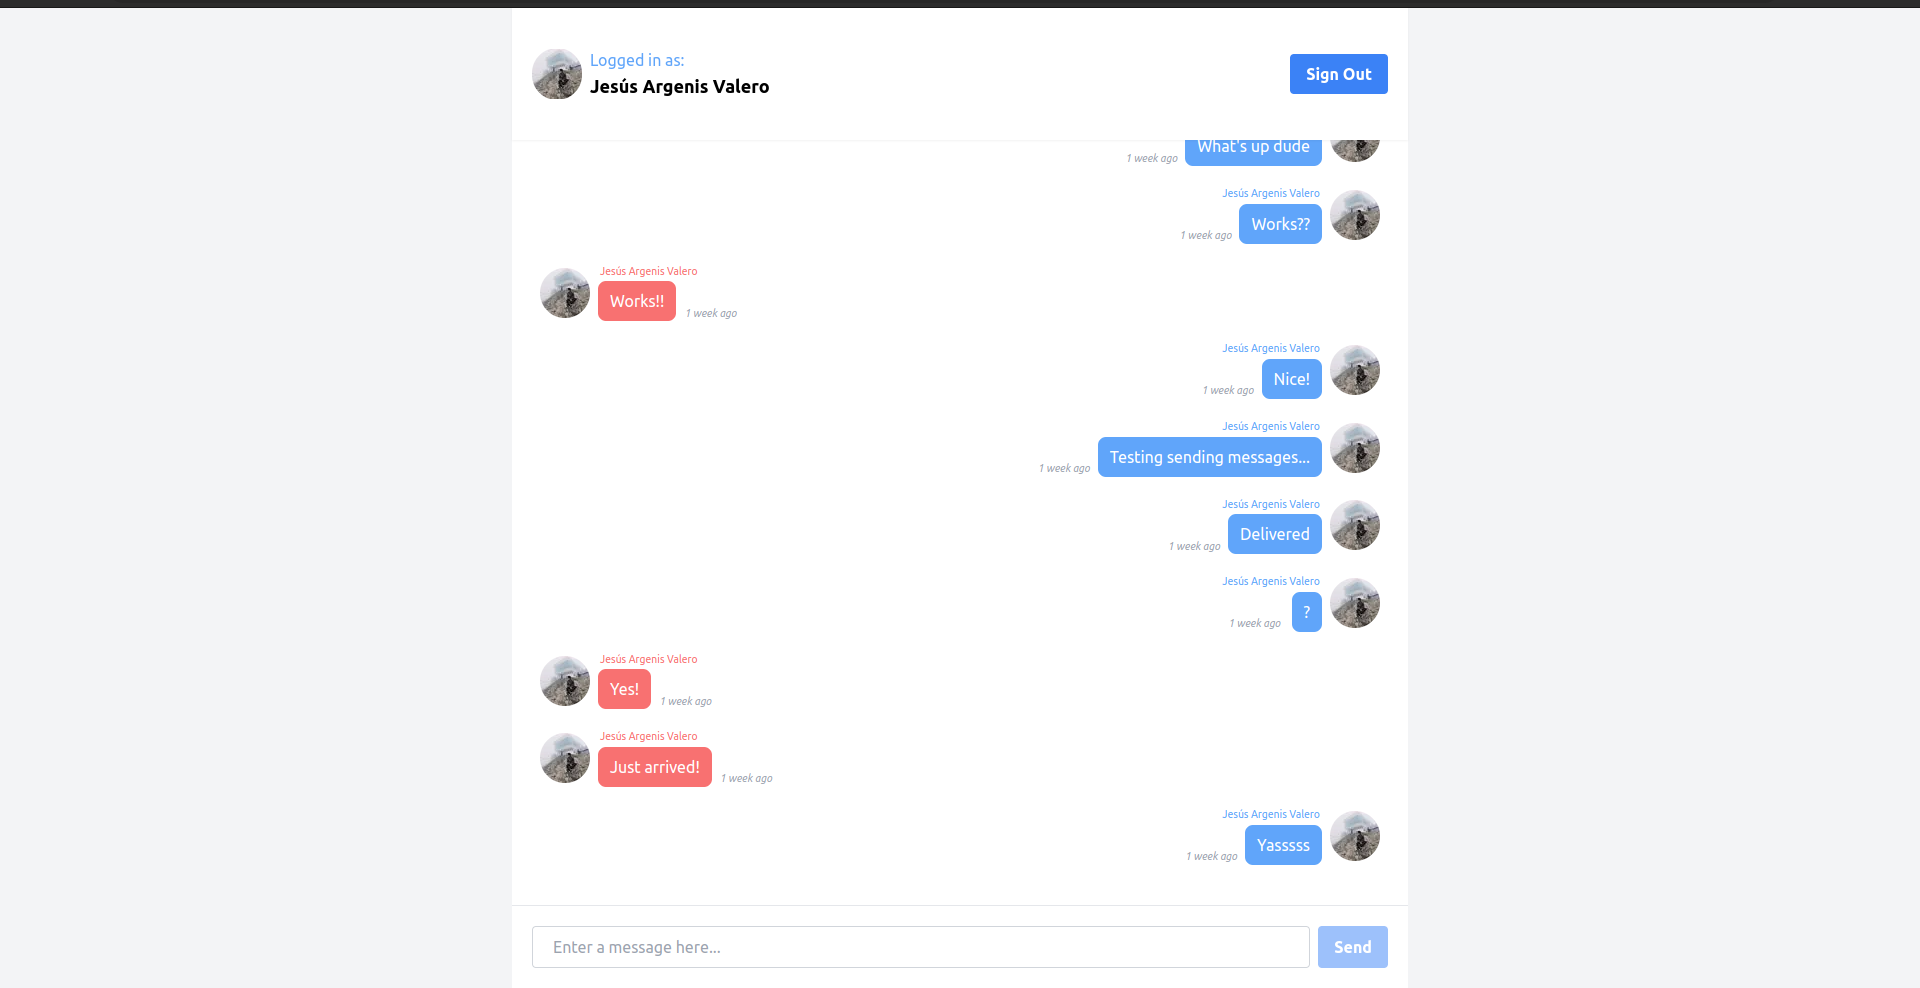 Logged in as:
Jesús Argenis Valero
Sign Out
What's up dude
1 week ago
Jesús Argenis Valero
Works??
1 week ago
Jesús Argenis Valero
Works!!
1 week ago
Jesús Argenis Valero
Nice!
1 week ago
Jesús Argenis Valero
Testing sending messages...
1 week ago
Jesús Argenis Valero
Delivered
1 week ago
Jesús Argenis Valero
?
1 week ago
Jesús Argenis Valero
Yes!
1 week ago
Jesús Argenis Valero
Just arrived!
1 week ago
Jesús Argenis Valero
Yasssss
1 week ago
Enter a message here...
Send